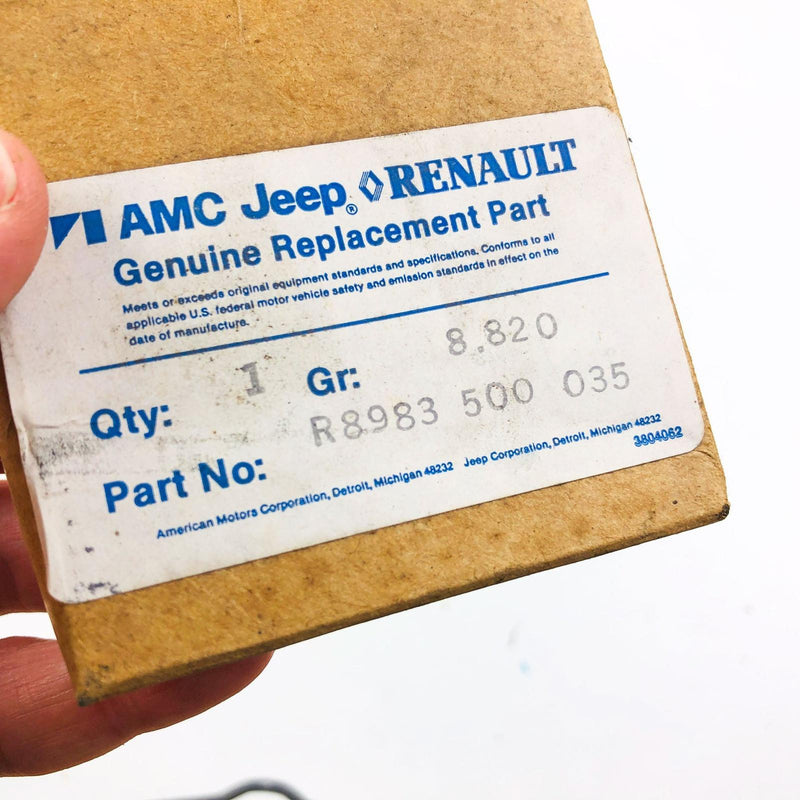 AMC Jeep® RENAULT
Genuine Replacement Part
Meets or exceeds original equipment standards and specifications. Conforms to all
applicable U.S. federal motor vehicle safety and emission standards in effect on the
date of manufacture.
Qty: 1 Gr: 8.820
Part No: R8983 500 035
American Motors Corporation, Detroit, Michigan 48232 Jeep Corporation, Detroit, Michigan 48232
3804062